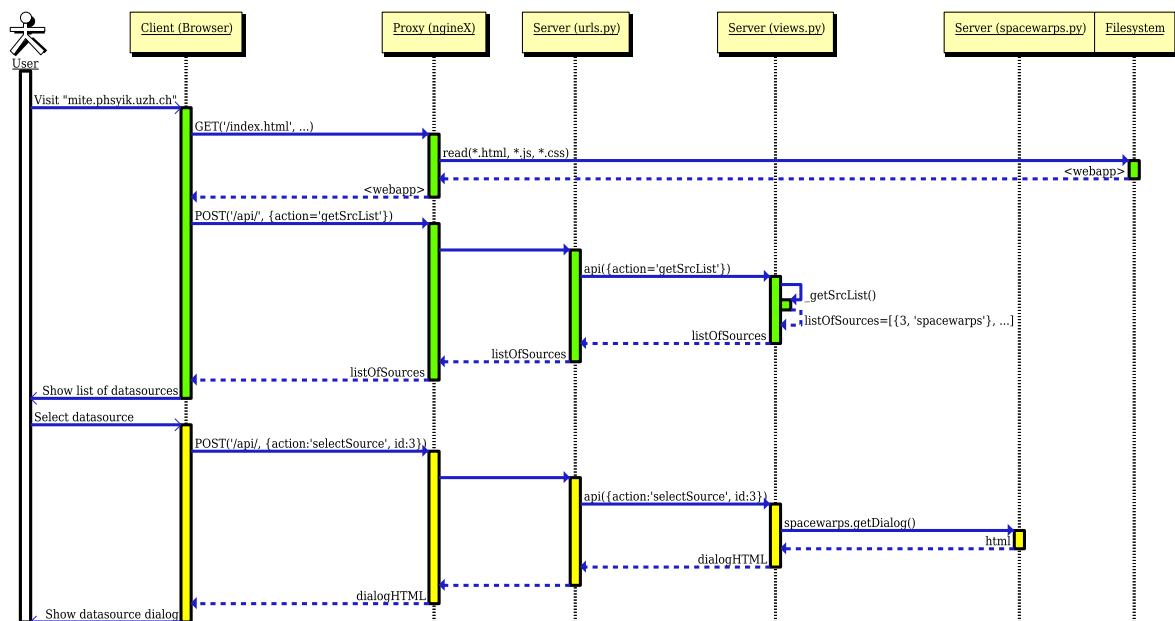 Client (Browser)
Proxy (ngineX)
Server (urls.py)
Server (views.py)
Server (spacewarps.py)
Filesystem
User
Visit "mite.phsyik.uzh.ch"
GET('/index.html', ...)
read(*.html, *.js, *.css)
<webapp>
<webapp>
POST('/api/', {action='getSrcList'})
api({action='getSrcList'})
_getSrcList()
listOfSources=[{3, 'spacewarps'}, ...]
listOfSources
listOfSources
listOfSources
Show list of datasources
Select datasource
POST('/api/, {action:'selectSource', id:3})
api({action:'selectSource', id:3})
spacewarps.getDialog()
html
dialogHTML
dialogHTML
Show datasource dialog